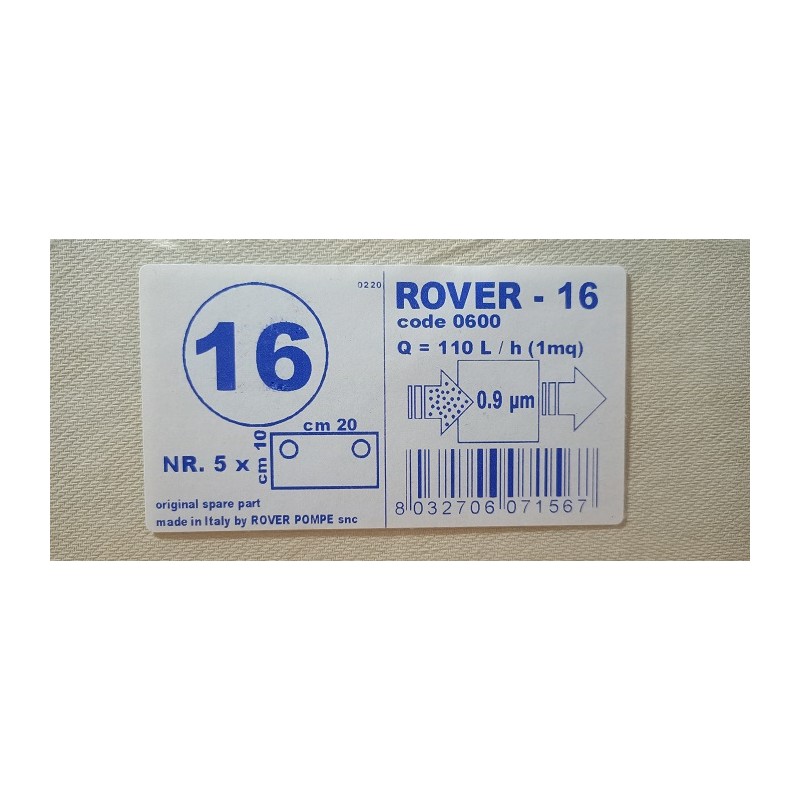 16
cm 20
cm 10
NR. 5 x
original spare part
made in Italy by ROVER POMPE snc
0220
ROVER - 16
code 0600
Q = 110 L / h (1mq)
0.9 µm
8 032706 071567